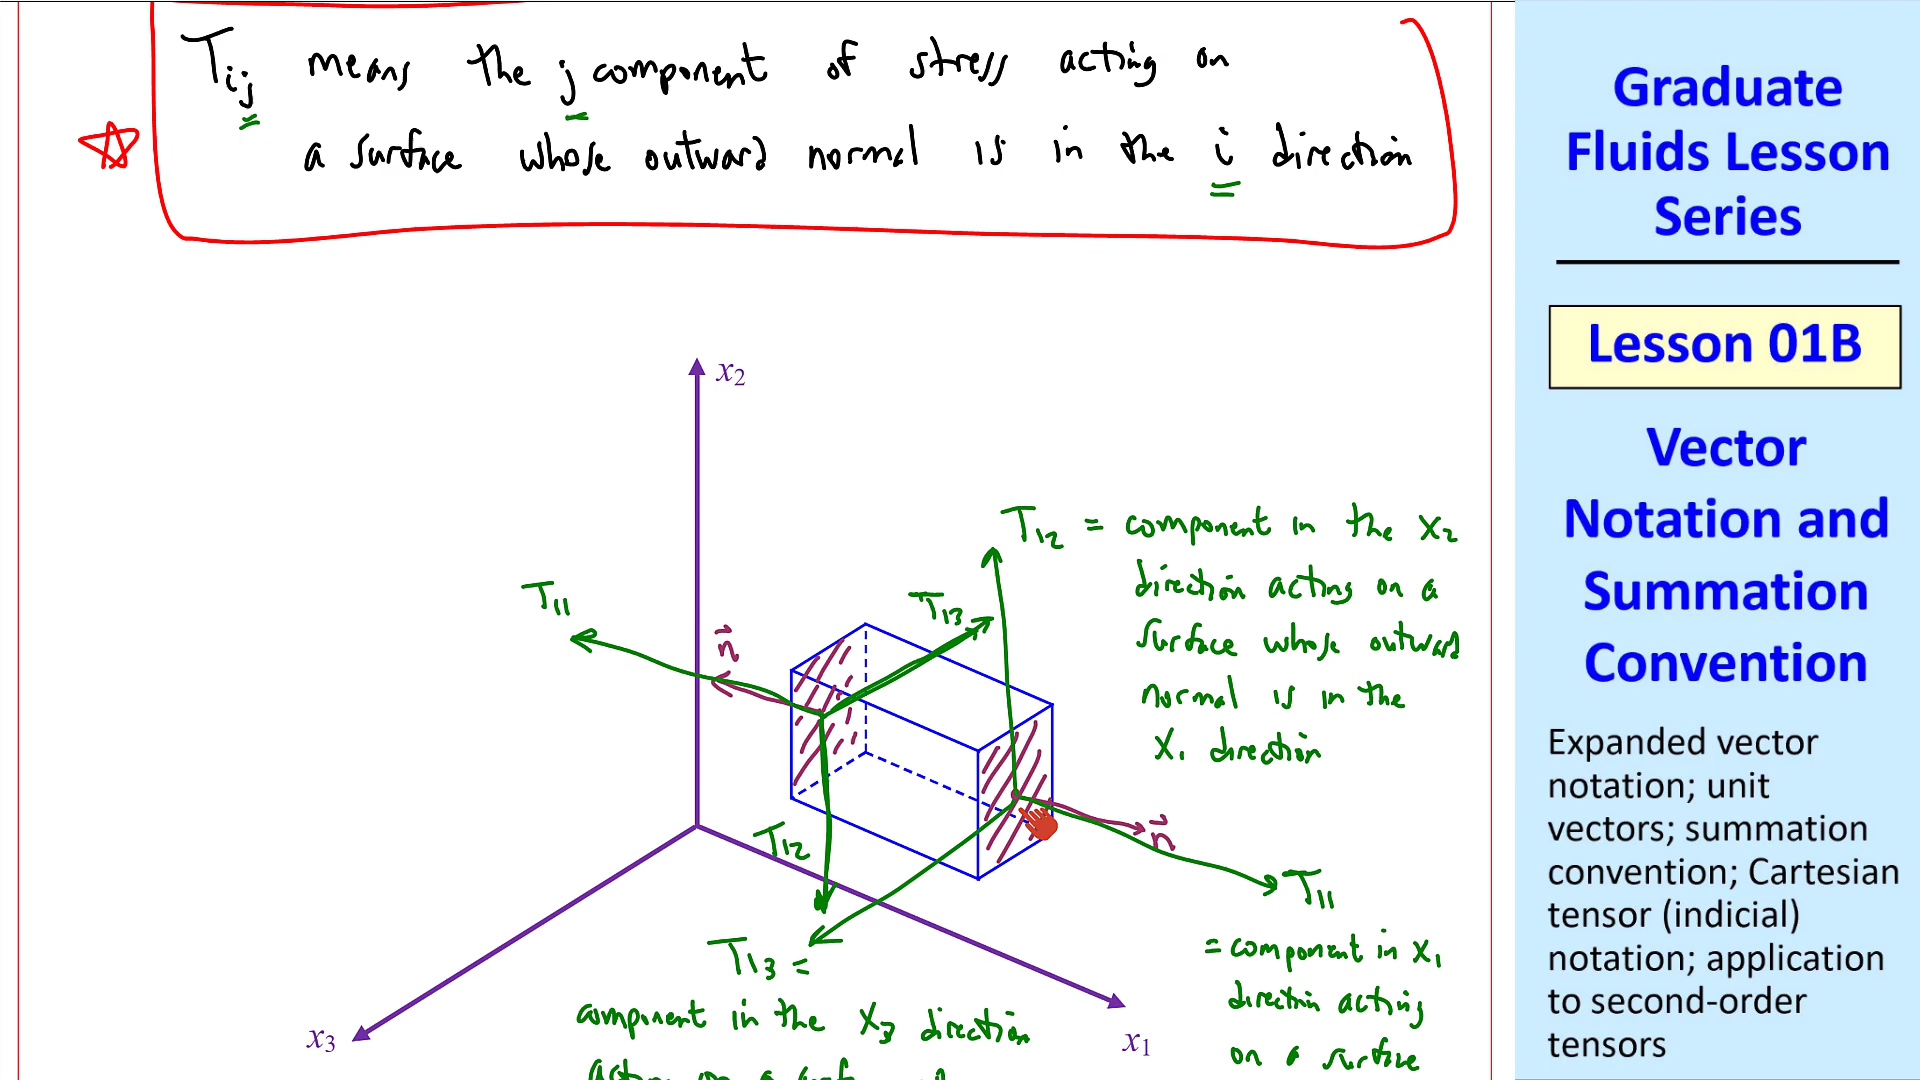 Tij means the j component of stress acting on
a surface whose outward normal is in the i direction
x2
T12 = component in the x2
direction acting on a
surface whose outward
normal is in the
x1 direction
T11
T13
n
T12
n
T11
= component in x1
direction acting
on a surface
T13 =
component in the x3 direction
acting on a
x3
x1
Graduate
Fluids Lesson
Series
Lesson 01B
Vector
Notation and
Summation
Convention
Expanded vector
notation; unit
vectors; summation
convention; Cartesian
tensor (indicial)
notation; application
to second-order
tensors